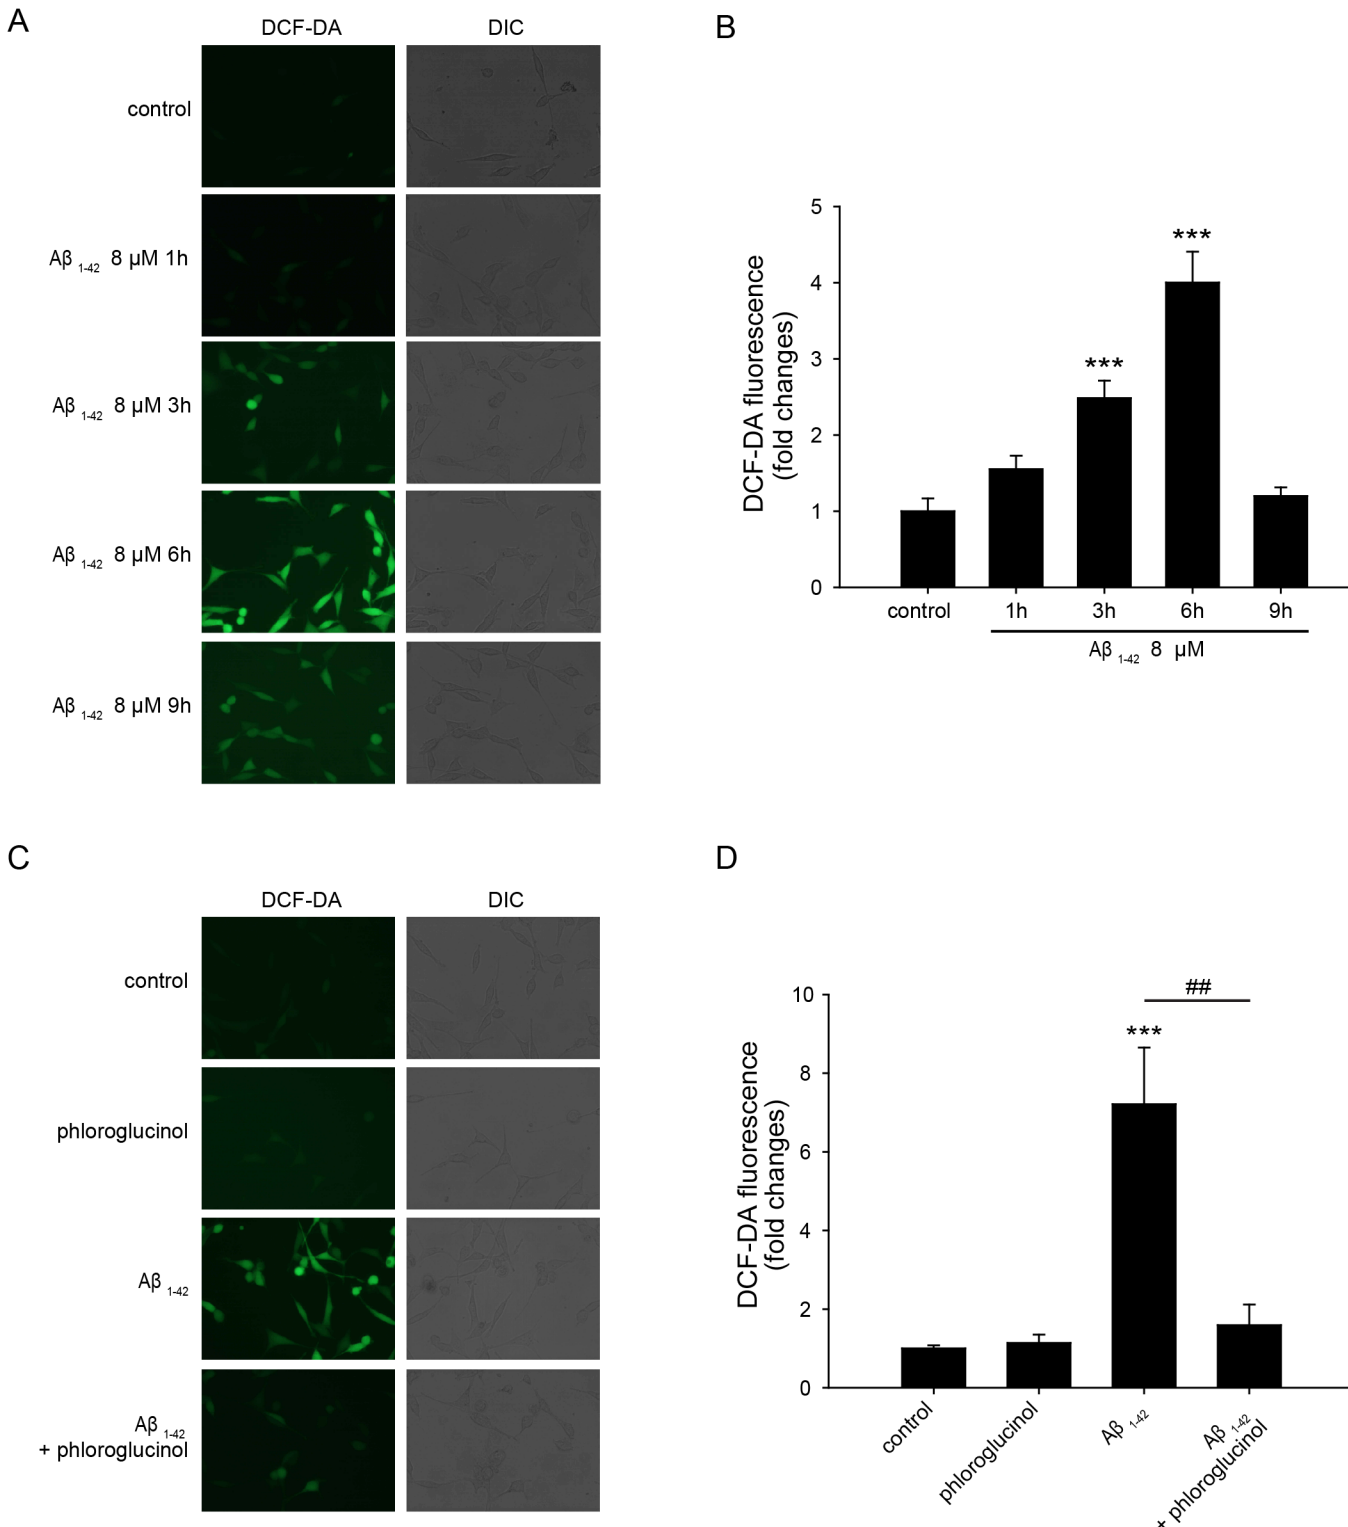 A
DCF-DA
DIC
control
Aβ 1-42 8 µM 1h
Aβ 1-42 8 µM 3h
Aβ 1-42 8 µM 6h
Aβ 1-42 8 µM 9h
B
DCF-DA fluorescence
(fold changes)
5
4
3
2
1
0
***
***
control
1h
3h
6h
9h
Aβ 1-42 8 µM
C
DCF-DA
DIC
control
phloroglucinol
Aβ 1-42
Aβ 1-42
+ phloroglucinol
D
DCF-DA fluorescence
(fold changes)
10
8
6
4
2
0
##
***
control
phloroglucinol
Aβ 1-42
Aβ 1-42
+ phloroglucinol